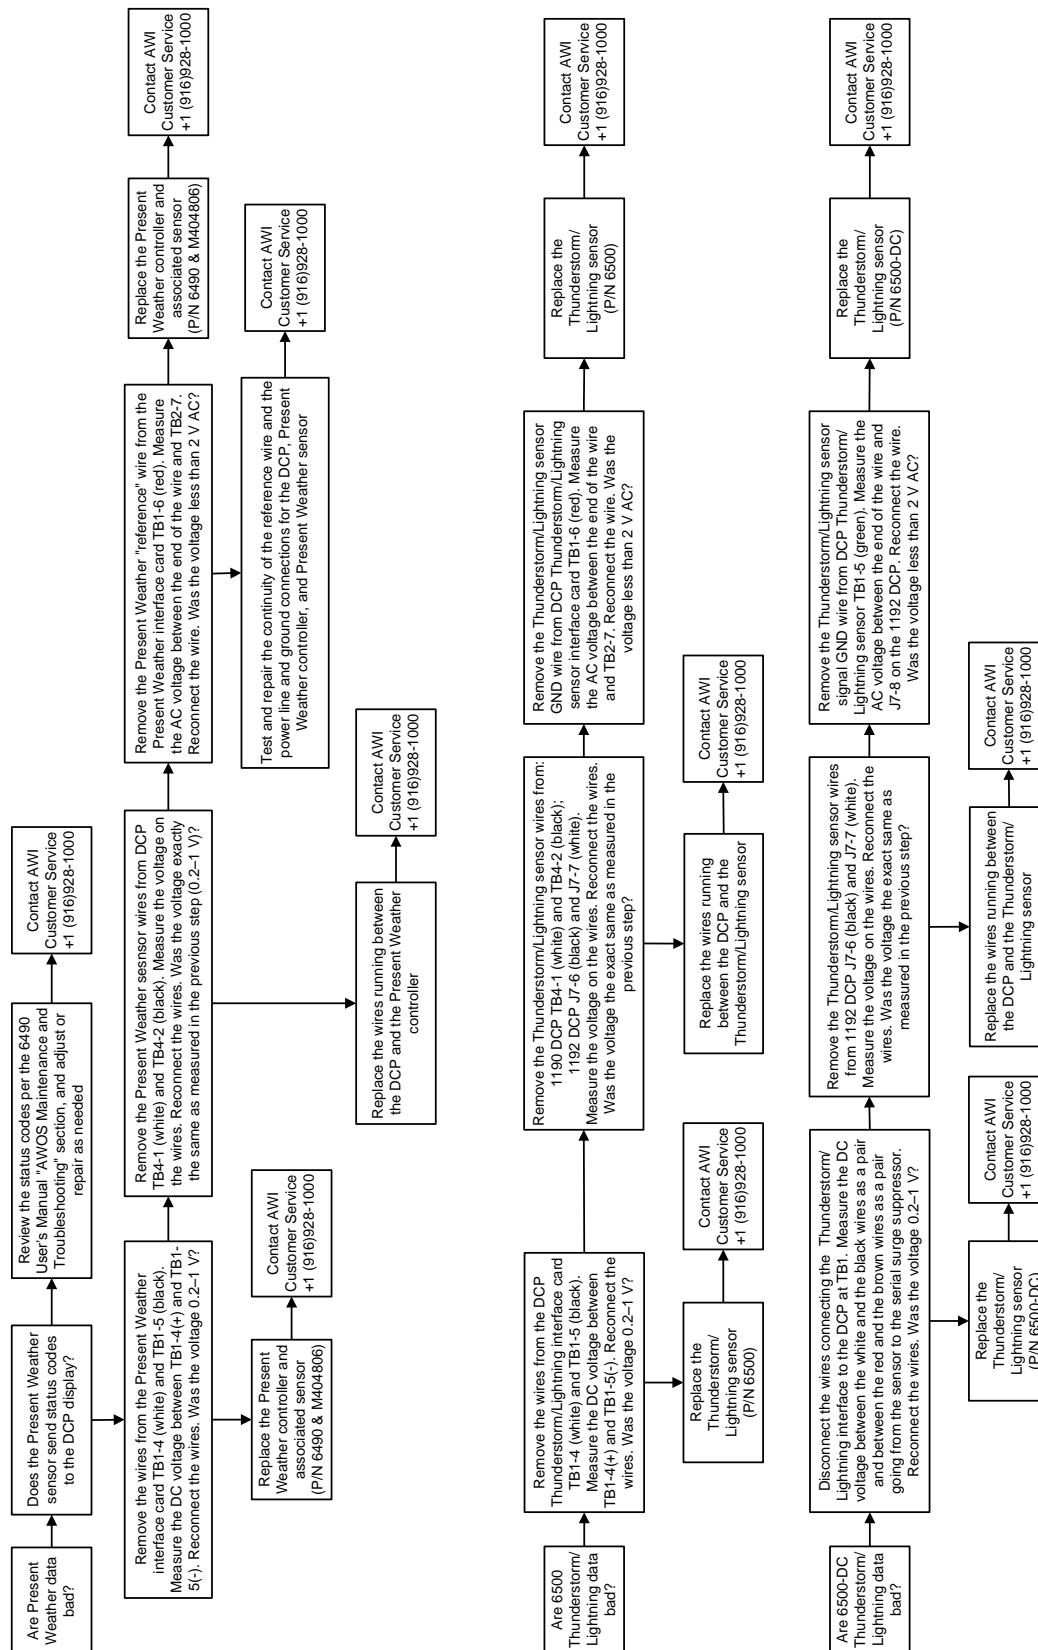 Are Present
Weather data
bad?
Does the Present Weather
sensor send status codes
to the DCP display?
Review the status codes per the 6490
User's Manual "AWOS Maintenance and
Troubleshooting" section, and adjust or
repair as needed
Contact AWI
Customer Service
+1 (916)928-1000
Remove the wires from the Present Weather
interface card TB1-4 (white) and TB1-5 (black).
Measure the DC voltage between TB1-4(+) and TB1-
5(-). Reconnect the wires. Was the voltage 0.2–1 V?
Remove the Present Weather sesnsor wires from DCP
TB4-1 (white) and TB4-2 (black). Measure the voltage on
the wires. Reconnect the wires. Was the voltage exactly
the same as measured in the previous step (0.2–1 V)?
Remove the Present Weather "reference" wire from the
Present Weather interface card TB1-6 (red). Measure
the AC voltage between the end of the wire and TB2-7.
Reconnect the wire. Was the voltage less than 2 V AC?
Replace the Present
Weather controller and
associated sensor
(P/N 6490 & M404806)
Contact AWI
Customer Service
+1 (916)928-1000
Replace the Present
Weather controller and
associated sensor
(P/N 6490 & M404806)
Contact AWI
Customer Service
+1 (916)928-1000
Replace the wires running between
the DCP and the Present Weather
controller
Contact AWI
Customer Service
+1 (916)928-1000
Test and repair the continuity of the reference wire and the
power line and ground connections for the DCP, Present
Weather controller, and Present Weather sensor
Contact AWI
Customer Service
+1 (916)928-1000
Are 6500
Thunderstorm/
Lightning data
bad?
Remove the wires from the DCP
Thunderstorm/Lightning interface card
TB1-4 (white) and TB1-5 (black).
Measure the DC voltage between
TB1-4(+) and TB1-5(-). Reconnect the
wires. Was the voltage 0.2–1 V?
Remove the Thunderstorm/Lightning sensor wires from:
1190 DCP TB4-1 (white) and TB4-2 (black);
1192 DCP J7-6 (black) and J7-7 (white).
Measure the voltage on the wires. Reconnect the wires.
Was the voltage the exact same as measured in the
previous step?
Remove the Thunderstorm/Lightning sensor
GND wire from DCP Thunderstorm/Lightning
sensor interface card TB1-6 (red). Measure
the AC voltage between the end of the wire
and TB2-7. Reconnect the wire. Was the
voltage less than 2 V AC?
Replace the
Thunderstorm/
Lightning sensor
(P/N 6500)
Contact AWI
Customer Service
+1 (916)928-1000
Replace the
Thunderstorm/
Lightning sensor
(P/N 6500)
Contact AWI
Customer Service
+1 (916)928-1000
Replace the wires running
between the DCP and the
Thunderstorm/Lightning sensor
Contact AWI
Customer Service
+1 (916)928-1000
Are 6500-DC
Thunderstorm/
Lightning data
bad?
Disconnect the wires connecting the Thunderstorm/
Lightning interface to the DCP at TB1. Measure the DC
voltage between the white and the black wires as a pair
and between the red and the brown wires as a pair
going from the sensor to the serial surge suppressor.
Reconnect the wires. Was the voltage 0.2–1 V?
Remove the Thunderstorm/Lightning sensor wires
from 1192 DCP J7-6 (black) and J7-7 (white).
Measure the voltage on the wires. Reconnect the
wires. Was the voltage the exact same as
measured in the previous step?
Remove the Thunderstorm/Lightning sensor
signal GND wire from DCP Thunderstorm/
Lightning sensor TB1-5 (green). Measure the
AC voltage between the end of the wire and
J7-8 on the 1192 DCP. Reconnect the wire.
Was the voltage less than 2 V AC?
Replace the
Thunderstorm/
Lightning sensor
(P/N 6500-DC)
Contact AWI
Customer Service
+1 (916)928-1000
Replace the
Thunderstorm/
Lightning sensor
(P/N 6500-DC)
Contact AWI
Customer Service
+1 (916)928-1000
Replace the wires running between
the DCP and the Thunderstorm/
Lightning sensor
Contact AWI
Customer Service
+1 (916)928-1000